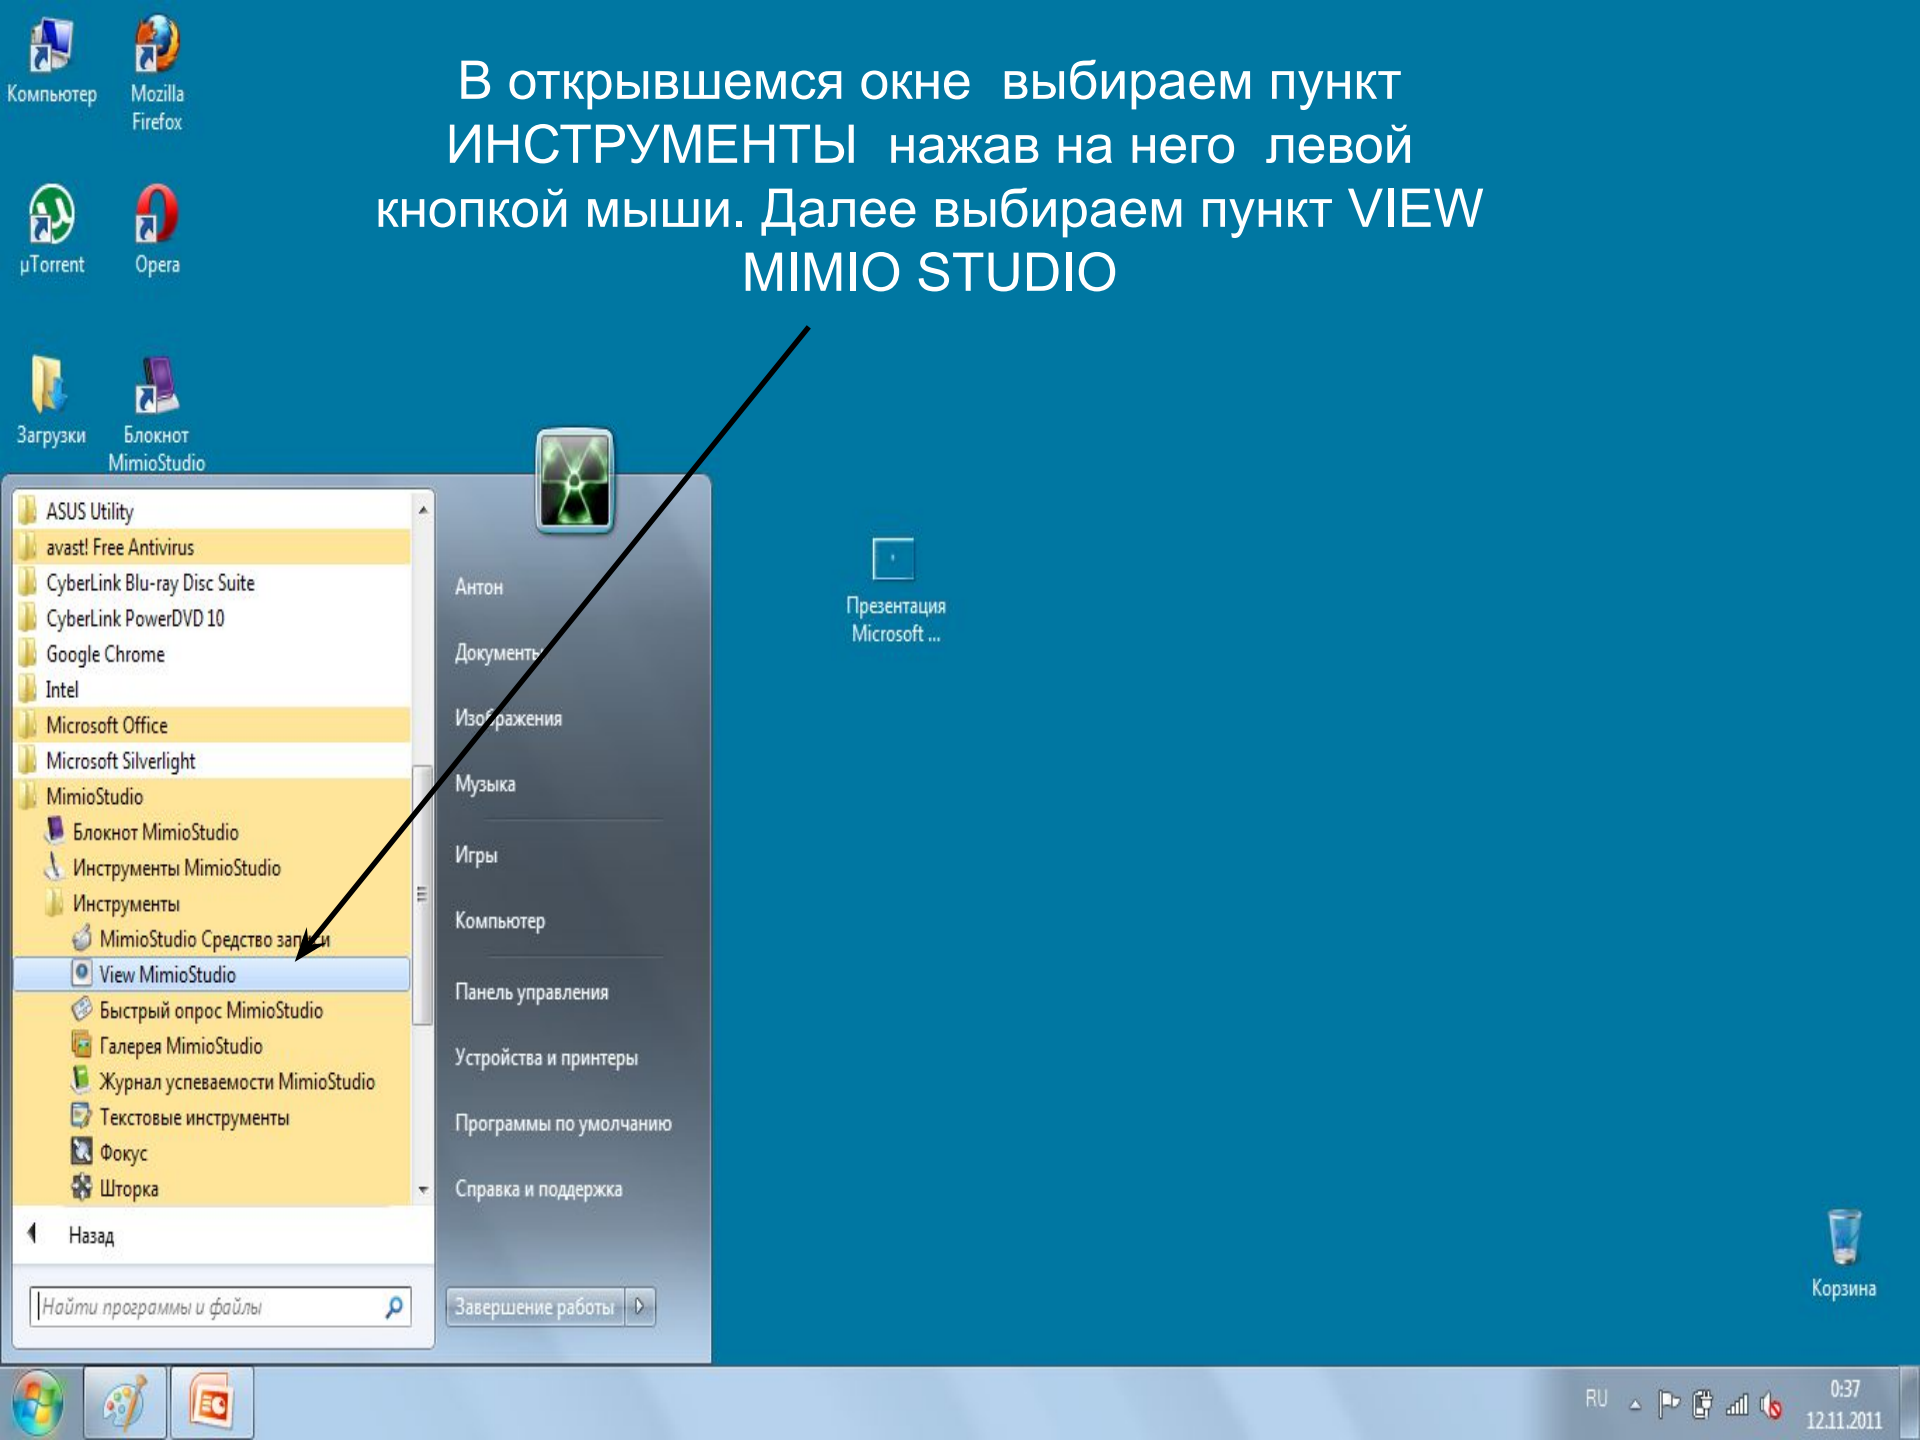 Компьютер
Mozilla
Firefox
В открывшемся окне выбираем пункт
ИНСТРУМЕНТЫ нажав на него левой
кнопкой мыши. Далее выбираем пункт VIEW
MIMIO STUDIO
µTorrent
Opera
Загрузки
Блокнот
MimioStudio
ASUS Utility
avast! Free Antivirus
CyberLink Blu-ray Disc Suite
CyberLink PowerDVD 10
Google Chrome
Intel
Microsoft Office
Microsoft Silverlight
MimioStudio
Блокнот MimioStudio
Инструменты MimioStudio
Инструменты
MimioStudio Средство записи
View MimioStudio
Быстрый опрос MimioStudio
Галерея MimioStudio
Журнал успеваемости MimioStudio
Текстовые инструменты
Фокус
Шторка
Назад
Найти программы и файлы
Антон
Документы
Изображения
Музыка
Игры
Компьютер
Панель управления
Устройства и принтеры
Программы по умолчанию
Справка и поддержка
Завершение работы
Презентация
Microsoft ...
Корзина
RU
0:37
12.11.2011